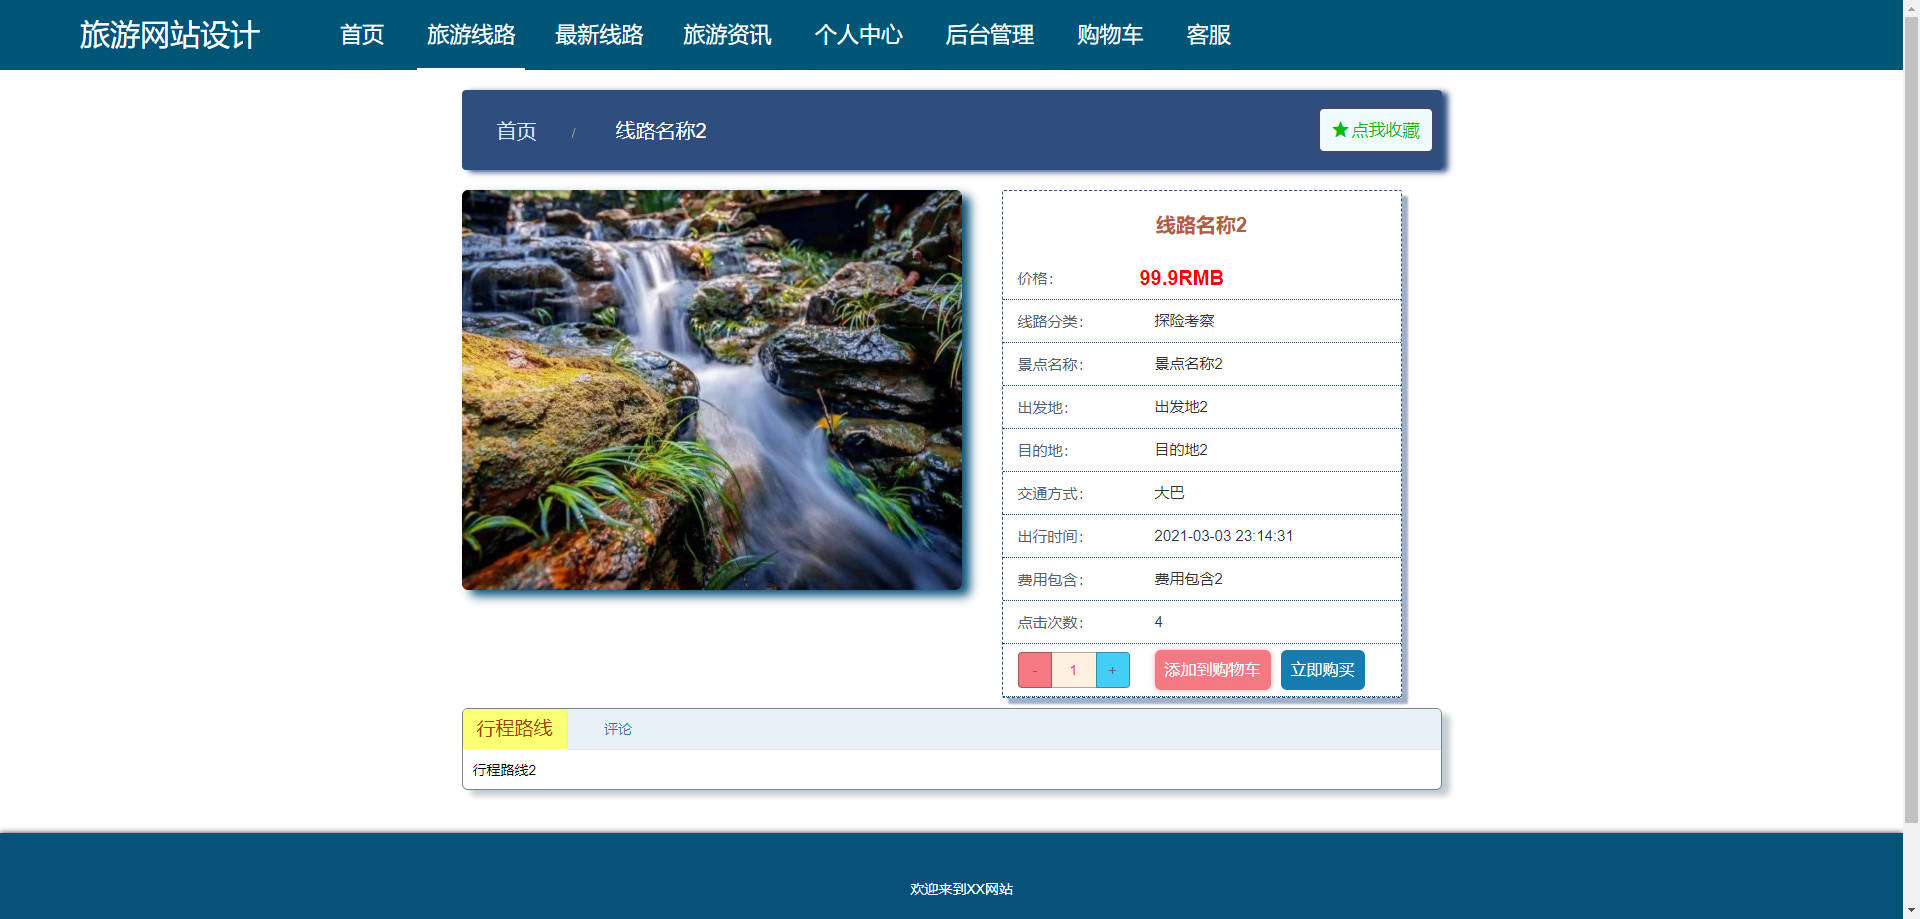 旅游网站设计 首页 旅游线路 最新线路 旅游资讯 个人中心 后台管理 购物车 客服
首页 / 线路名称2 点我收藏
线路名称2
价格： 99.9RMB
线路分类： 探险考察
景点名称： 景点名称2
出发地： 出发地2
目的地： 目的地2
交通方式： 大巴
出行时间： 2021-03-03 23:14:31
费用包含： 费用包含2
点击次数： 4
- 1 + 添加到购物车 立即购买
行程路线 评论
行程路线2
欢迎来到XX网站